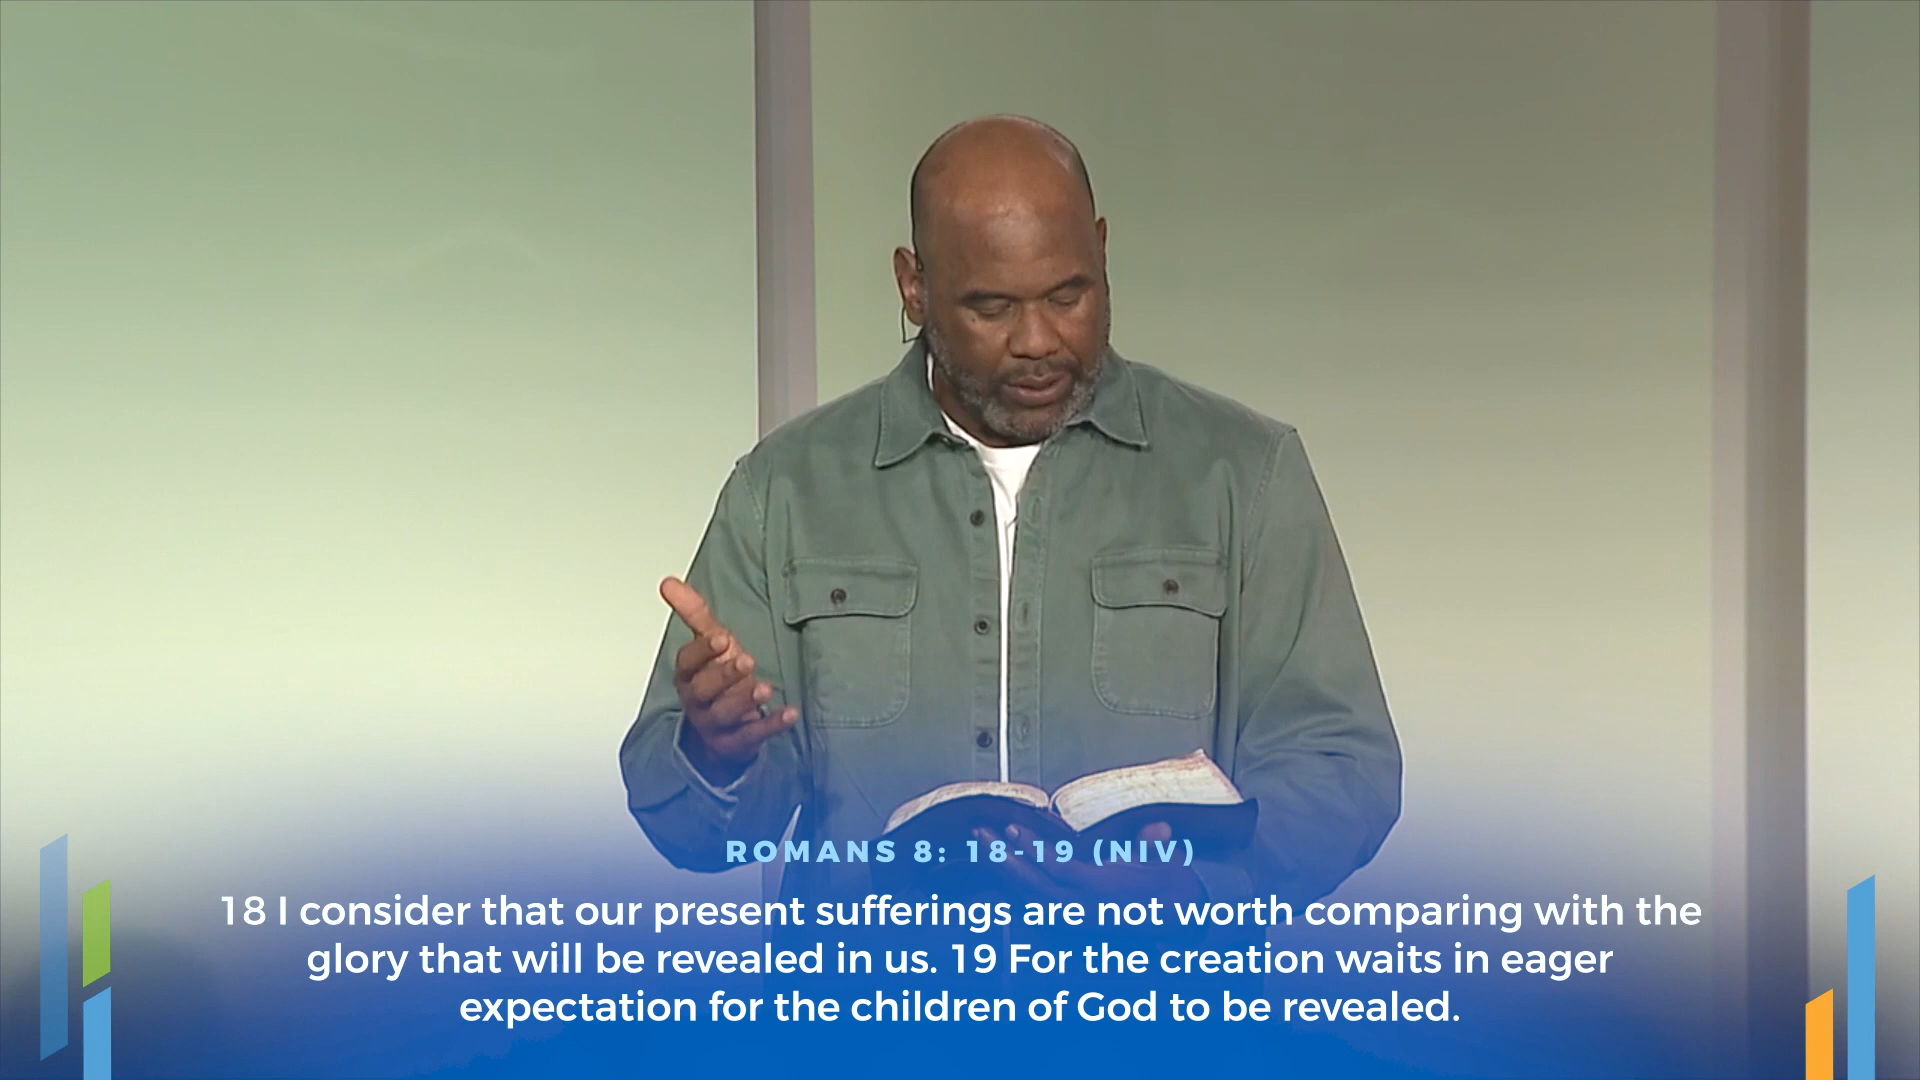 ROMANS 8: 18-19 (NIV)
18 I consider that our present sufferings are not worth comparing with the
glory that will be revealed in us. 19 For the creation waits in eager
expectation for the children of God to be revealed.